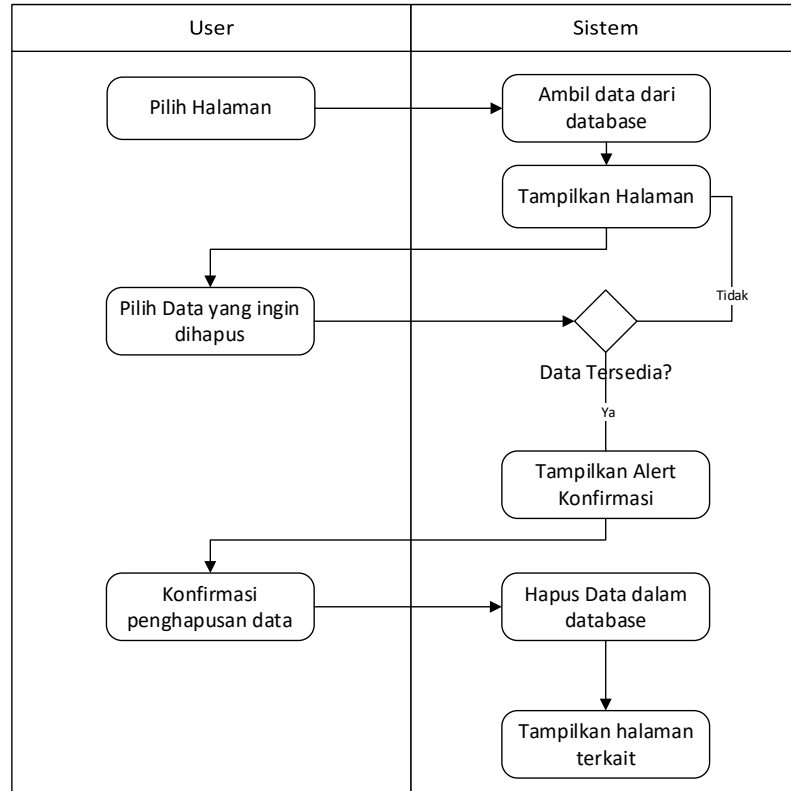 User
Sistem
Pilih Halaman
Ambil data dari
database
Tampilkan Halaman
Pilih Data yang ingin
dihapus
Tidak
Data Tersedia?
Ya
Tampilkan Alert
Konfirmasi
Konfirmasi
penghapusan data
Hapus Data dalam
database
Tampilkan halaman
terkait